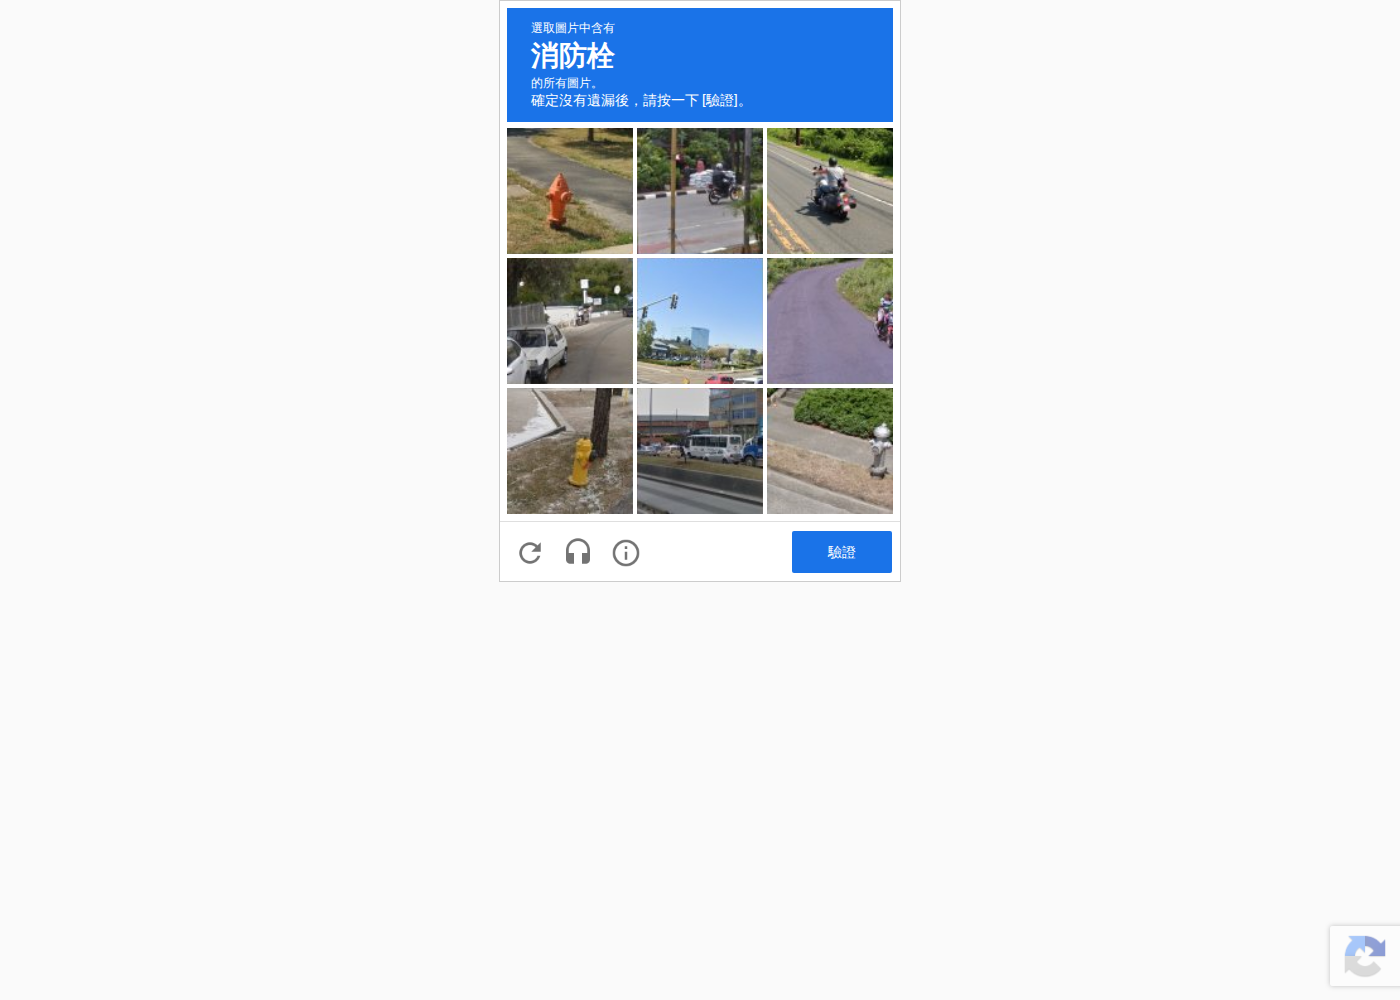 選取圖片中含有
消防栓
的所有圖片。
確定沒有遺漏後，請按一下 [驗證]。
驗證